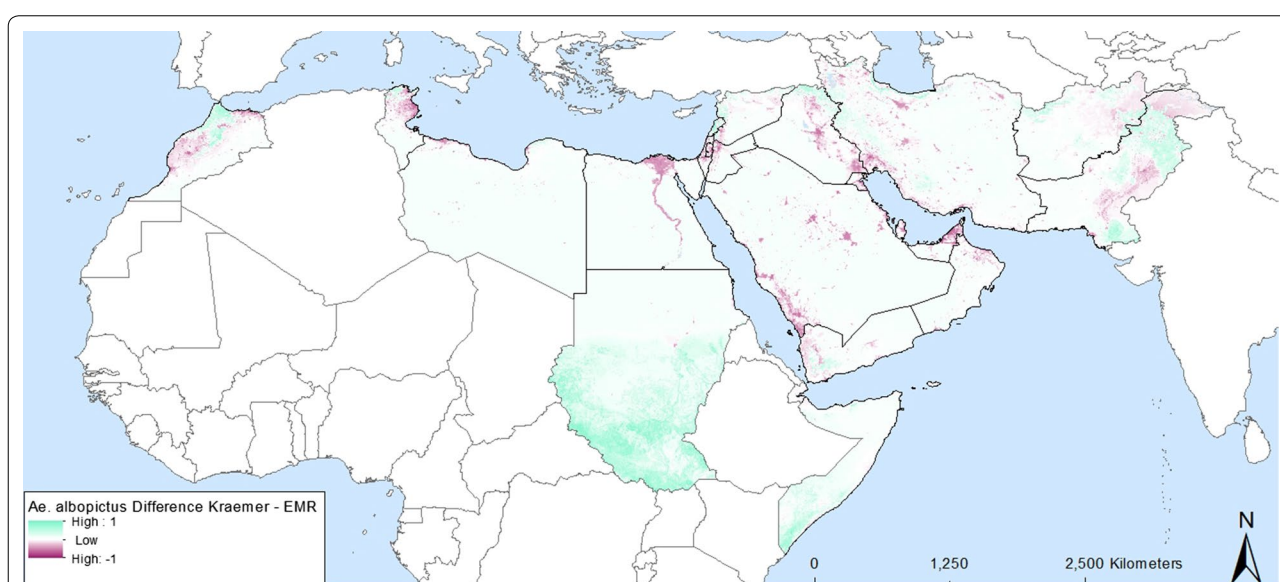 Ae. albopictus Difference Kraemer - EMR
High : 1
Low
High: -1
N
0 1,250 2,500 Kilometers